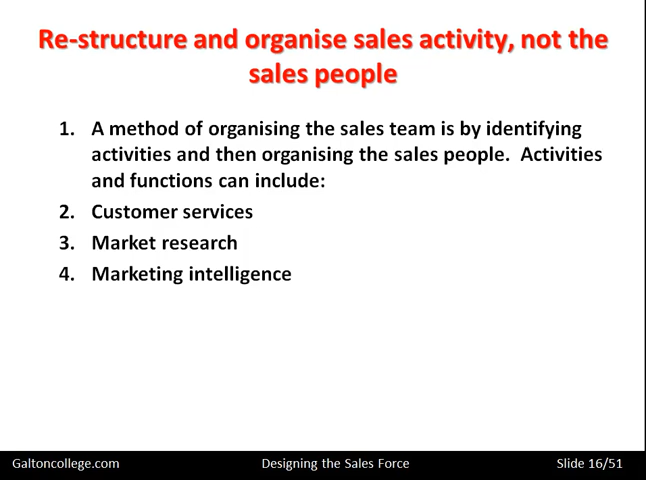 Re-structure and organise sales activity, not the
sales people
1. A method of organising the sales team is by identifying
activities and then organising the sales people. Activities
and functions can include:
2. Customer services
3. Market research
4. Marketing intelligence
Galtoncollege.com Designing the Sales Force Slide 16/51